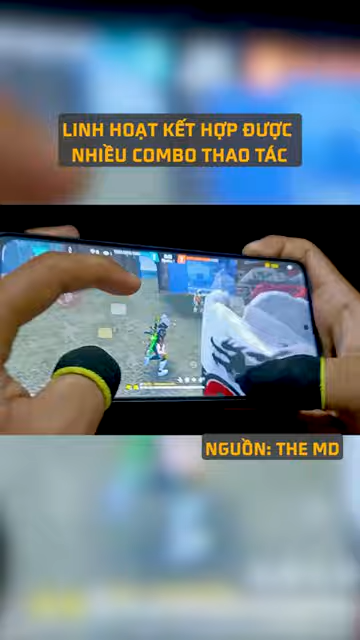 LINH HOẠT KẾT HỢP ĐƯỢC
NHIỀU COMBO THAO TÁC
NGUỒN: THE MD